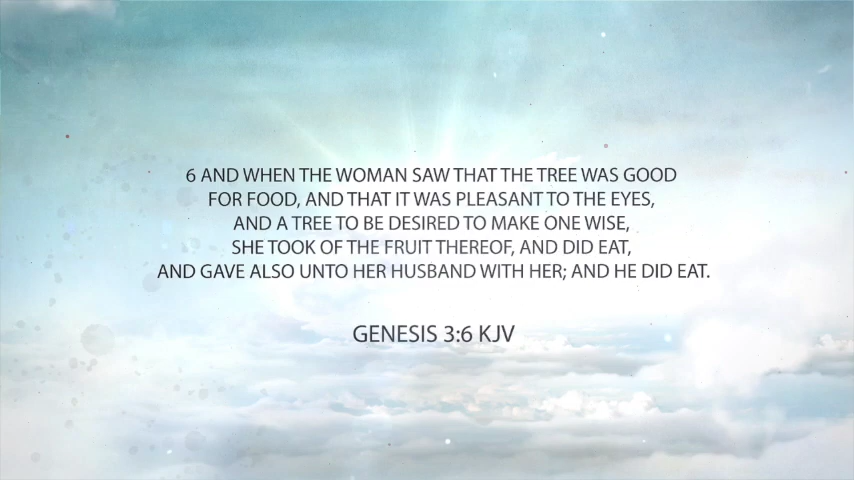 6 AND WHEN THE WOMAN SAW THAT THE TREE WAS GOOD
FOR FOOD, AND THAT IT WAS PLEASANT TO THE EYES,
AND A TREE TO BE DESIRED TO MAKE ONE WISE,
SHE TOOK OF THE FRUIT THEREOF, AND DID EAT,
AND GAVE ALSO UNTO HER HUSBAND WITH HER; AND HE DID EAT.
GENESIS 3:6 KJV